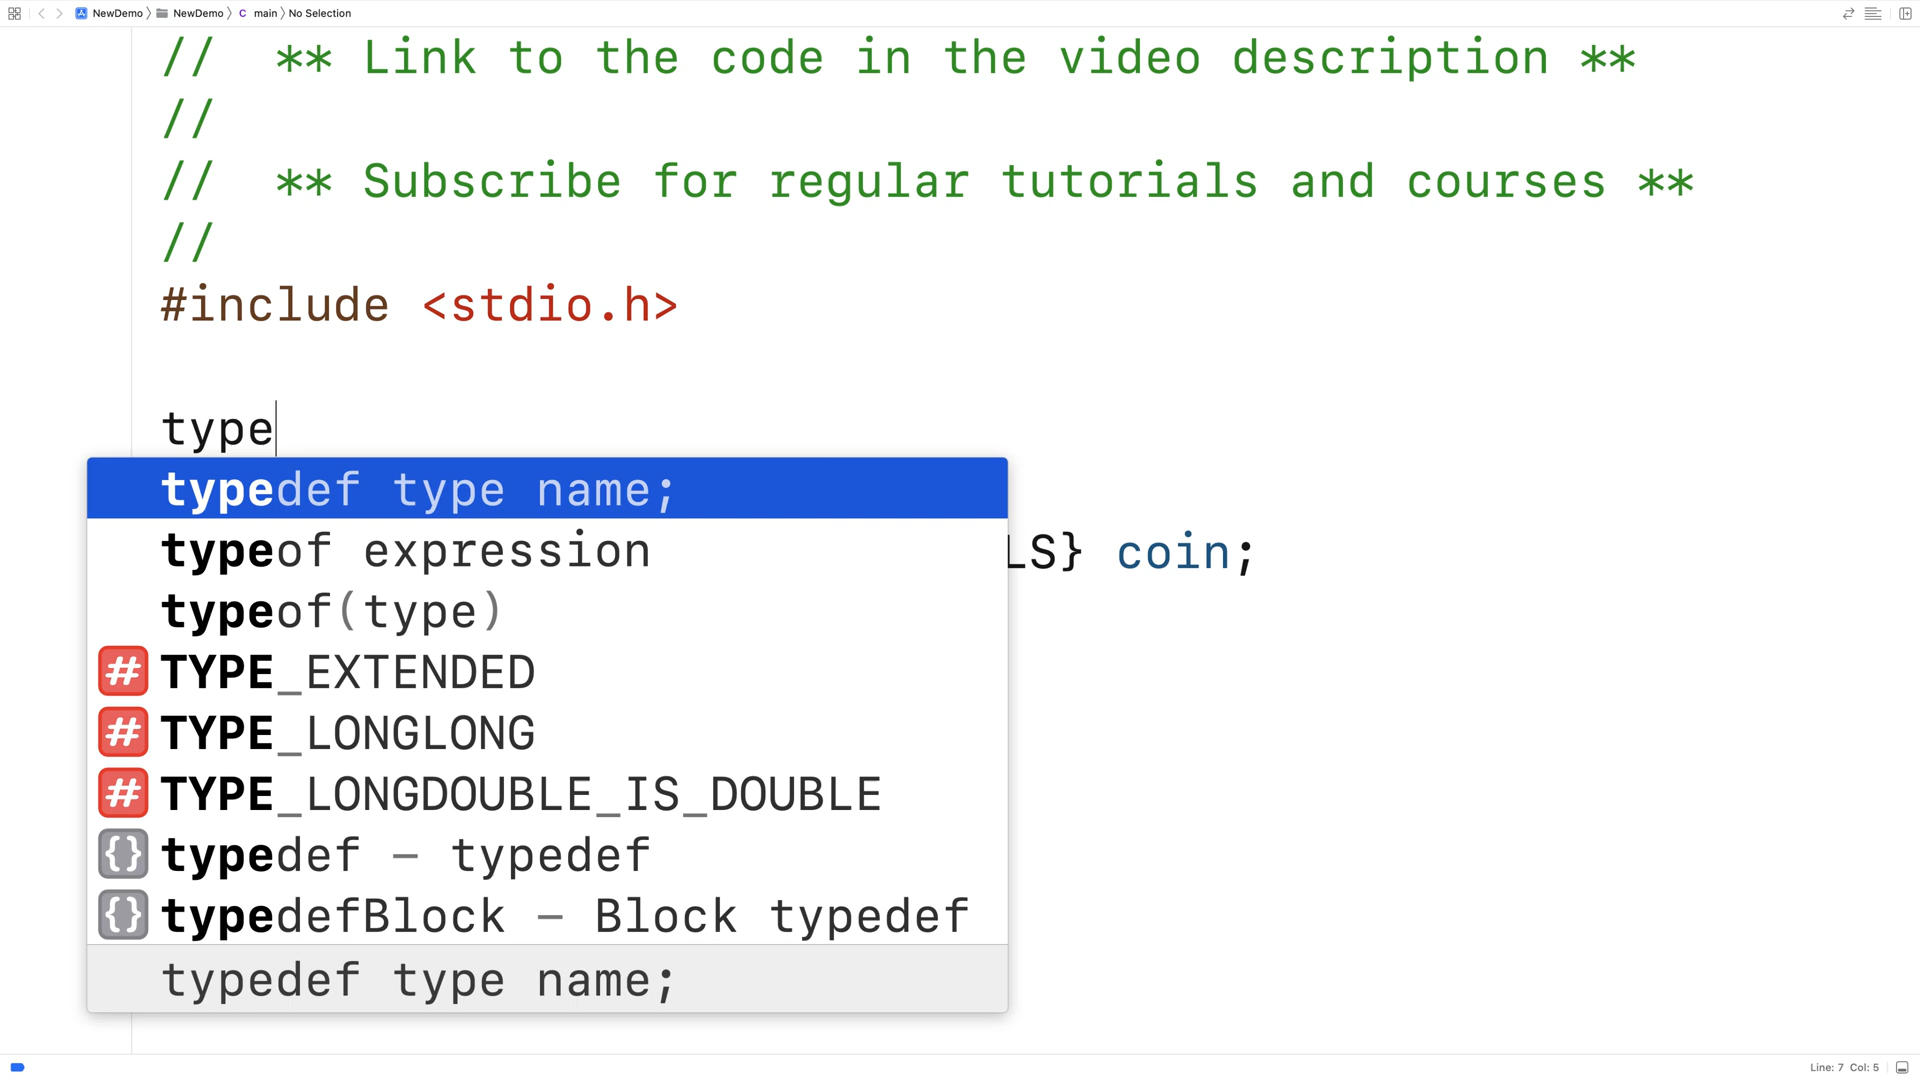 NewDemo NewDemo C main No Selection
// ** Link to the code in the video description **
//
// ** Subscribe for regular tutorials and courses **
//
#include <stdio.h>
type
typedef type name;
LS} coin;
typeof expression
typeof(type)
# TYPE_EXTENDED
# TYPE_LONGLONG
# TYPE_LONGDOUBLE_IS_DOUBLE
{} typedef — typedef
{} typedefBlock — Block typedef
typedef type name;
Line: 7 Col: 5